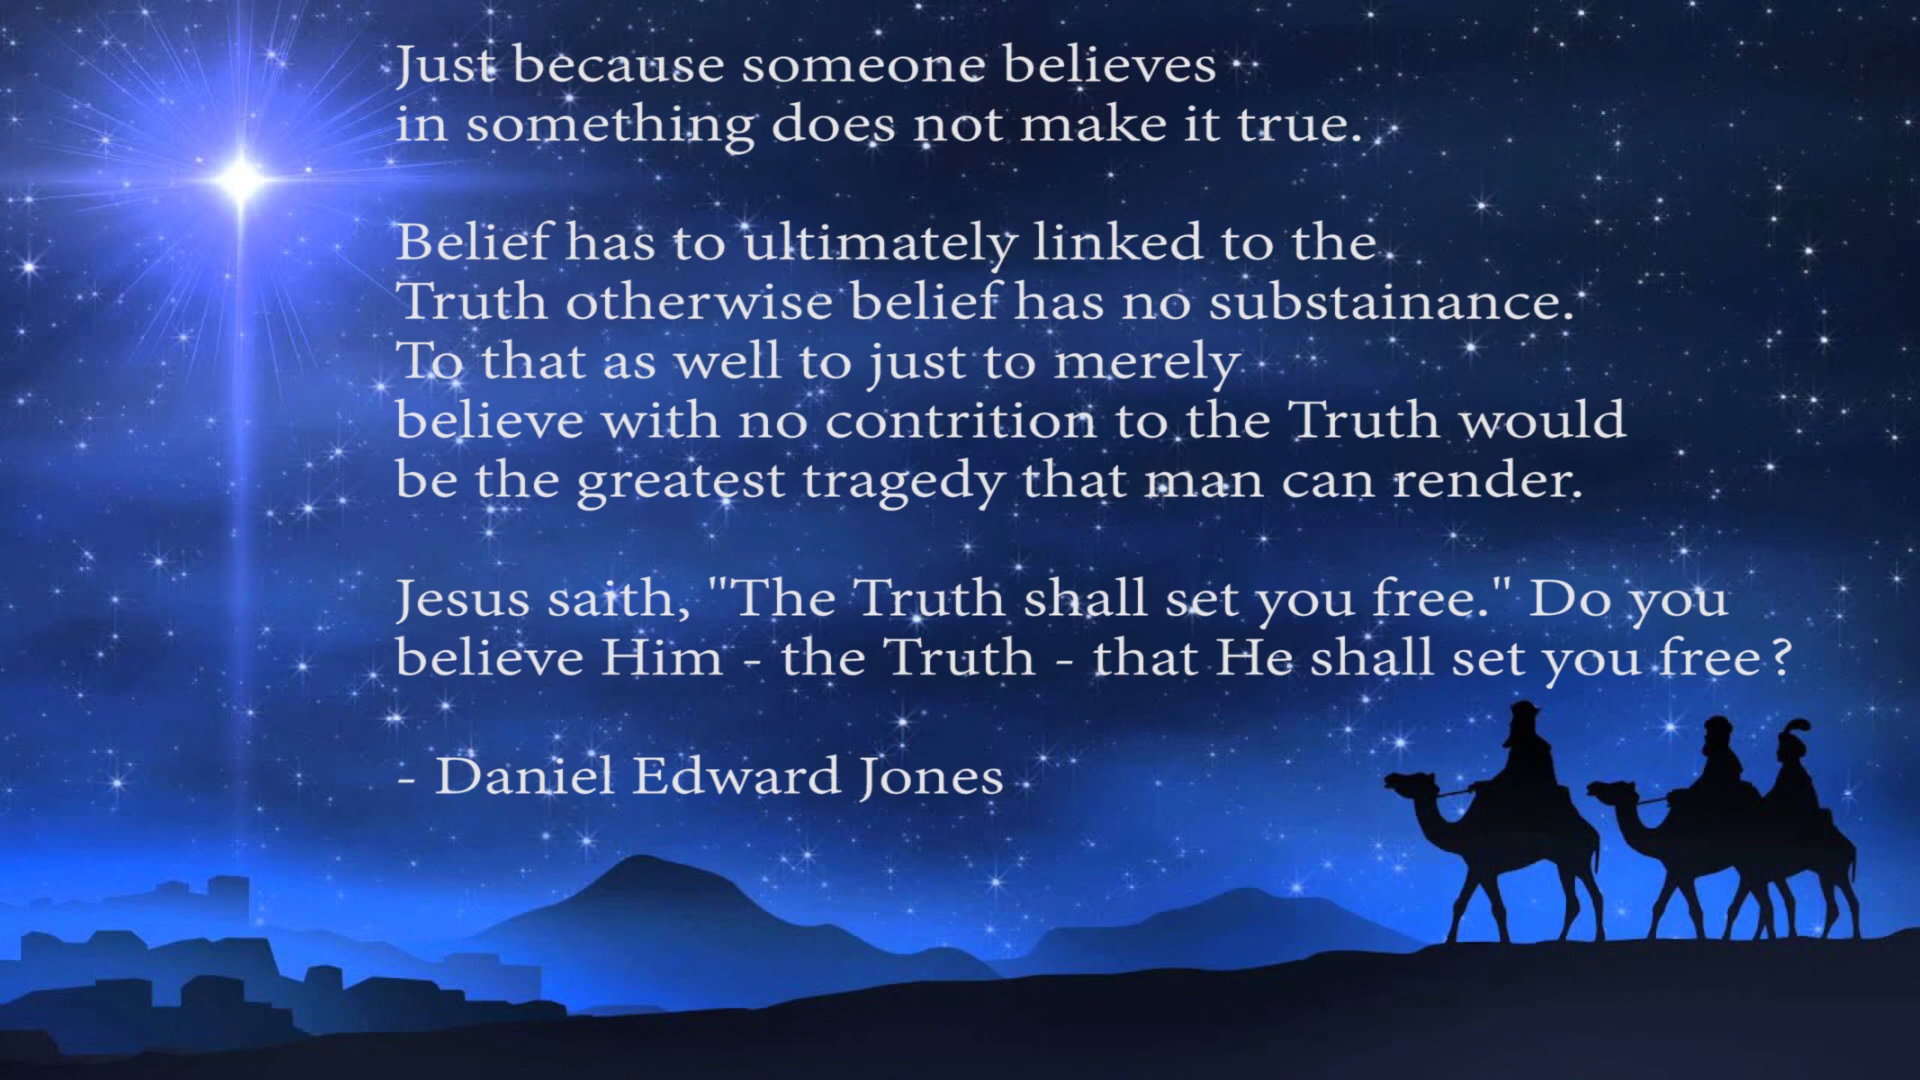 Just because someone believes
in something does not make it true.
Belief has to ultimately linked to the
Truth otherwise belief has no substainance.
To that as well to just to merely
believe with no contrition to the Truth would
be the greatest tragedy that man can render.
Jesus saith, "The Truth shall set you free." Do you
believe Him - the Truth - that He shall set you free?
- Daniel Edward Jones